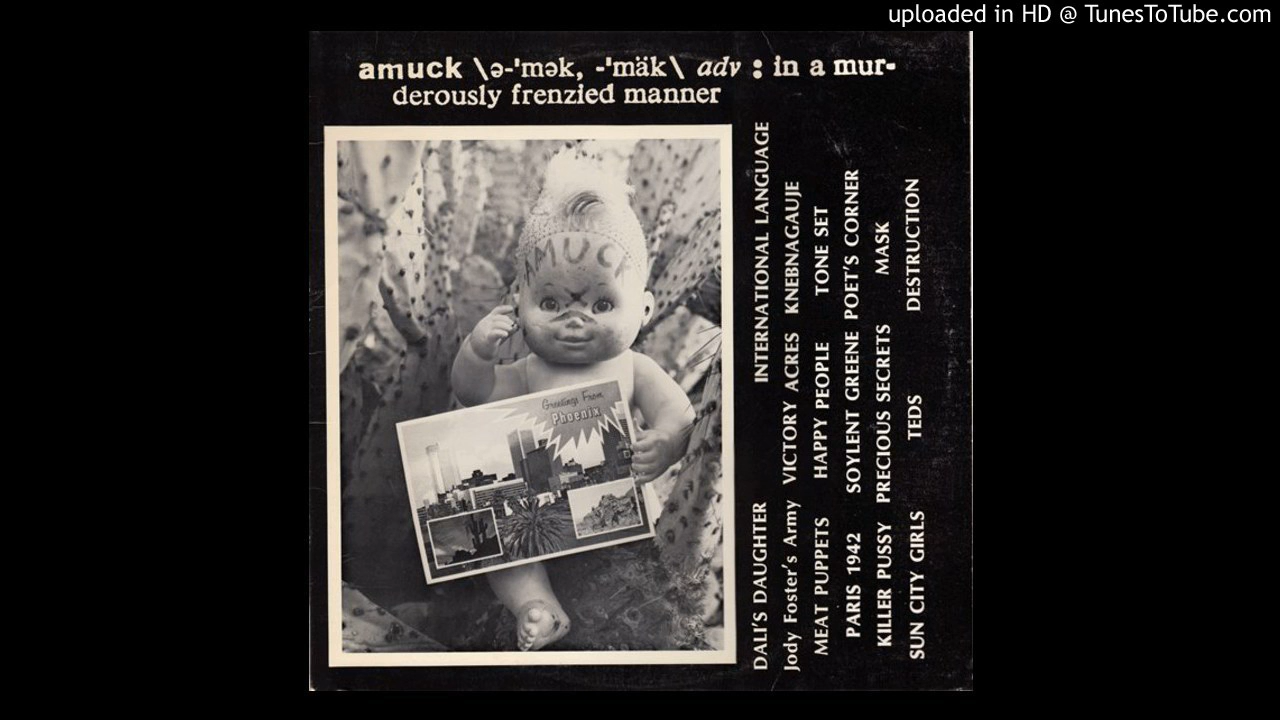 uploaded in HD @ TunesToTube.com
amuck \ə-ˈmək, -ˈmäk\ adv : in a mur-
derously frenzied manner
AMUCK
Greetings From
Phoenix
DALI'S DAUGHTER INTERNATIONAL LANGUAGE
Jody Foster's Army VICTORY ACRES KNEBNAGAUJE
MEAT PUPPETS HAPPY PEOPLE TONE SET
PARIS 1942 SOYLENT GREENE POET'S CORNER
KILLER PUSSY PRECIOUS SECRETS MASK
SUN CITY GIRLS TEDS DESTRUCTION